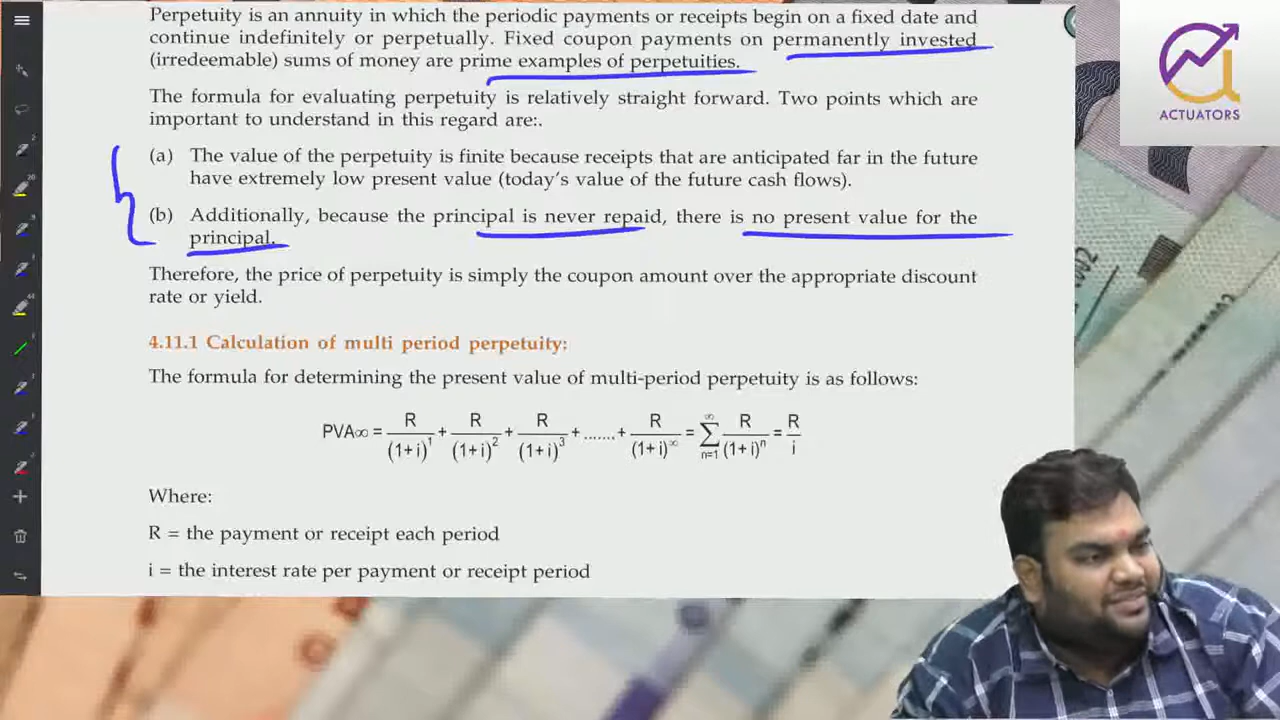 Perpetuity is an annuity in which the periodic payments or receipts begin on a fixed date and
continue indefinitely or perpetually. Fixed coupon payments on permanently invested
(irredeemable) sums of money are prime examples of perpetuities.
The formula for evaluating perpetuity is relatively straight forward. Two points which are
important to understand in this regard are:.
(a) The value of the perpetuity is finite because receipts that are anticipated far in the future
have extremely low present value (today's value of the future cash flows).
(b) Additionally, because the principal is never repaid, there is no present value for the
principal.
Therefore, the price of perpetuity is simply the coupon amount over the appropriate discount
rate or yield.
4.11.1 Calculation of multi period perpetuity:
The formula for determining the present value of multi-period perpetuity is as follows:
PVA∞ = R/(1+i)^1 + R/(1+i)^2 + R/(1+i)^3 + ....... + R/(1+i)^∞ = ∑_{n=1}^{∞} R/(1+i)^n = R/i
Where:
R = the payment or receipt each period
i = the interest rate per payment or receipt period
ACTUATORS